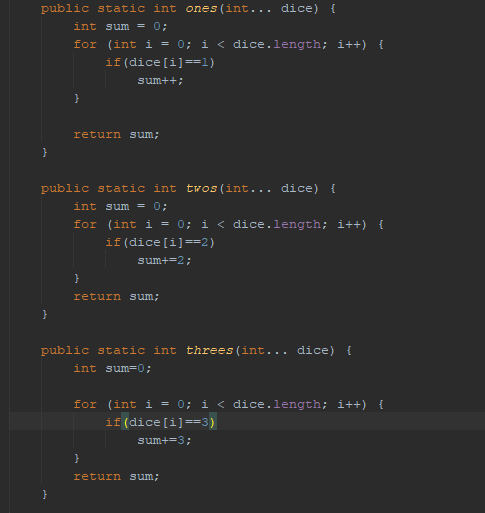 public static int ones(int... dice) {
int sum = 0;
for (int i = 0; i < dice.length; i++) {
if(dice[i]==1)
sum++;
}
return sum;
}
public static int twos(int... dice) {
int sum = 0;
for (int i = 0; i < dice.length; i++) {
if(dice[i]==2)
sum+=2;
}
return sum;
}
public static int threes(int... dice) {
int sum=0;
for (int i = 0; i < dice.length; i++) {
if(dice[i]==3)
sum+=3;
}
return sum;
}